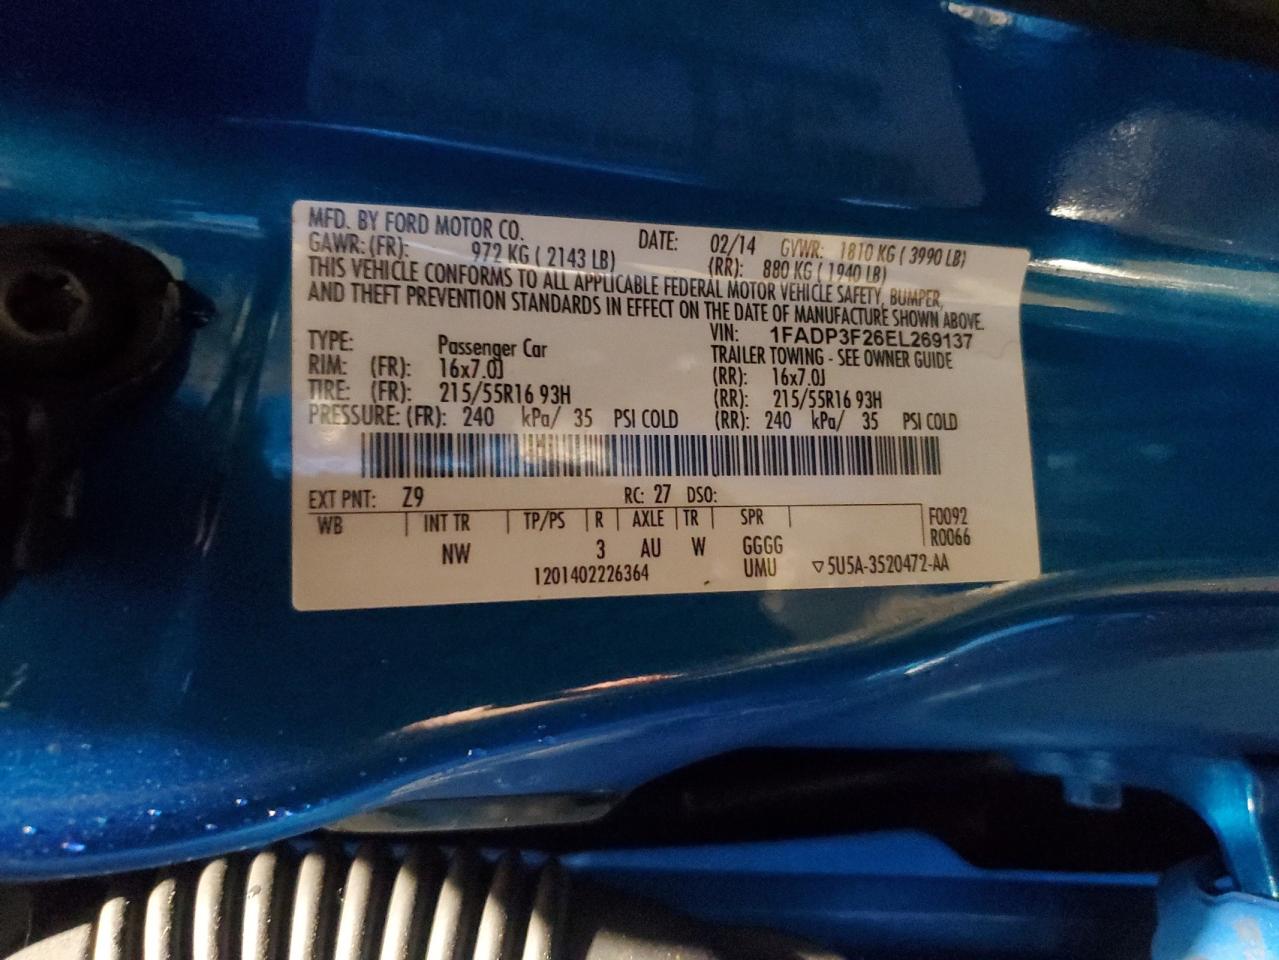 MFD. BY FORD MOTOR CO.
DATE: 02/14 GVWR: 1810 KG ( 3990 LB)
GAWR: (FR): 972 KG ( 2143 LB) (RR): 880 KG ( 1940 LB)
THIS VEHICLE CONFORMS TO ALL APPLICABLE FEDERAL MOTOR VEHICLE SAFETY, BUMPER,
AND THEFT PREVENTION STANDARDS IN EFFECT ON THE DATE OF MANUFACTURE SHOWN ABOVE.
VIN: 1FADP3F26EL269137
TYPE: Passenger Car TRAILER TOWING - SEE OWNER GUIDE
RIM: (FR): 16x7.0J (RR): 16x7.0J
TIRE: (FR): 215/55R16 93H (RR): 215/55R16 93H
PRESSURE: (FR): 240 kPa/ 35 PSI COLD (RR): 240 kPa/ 35 PSI COLD
EXT PNT: Z9 RC: 27 DSO:
WB INT TR TP/PS R AXLE TR SPR F0092
R0066
NW 3 AU W GGGG
1201402226364 UMU ▽5U5A-3520472-AA